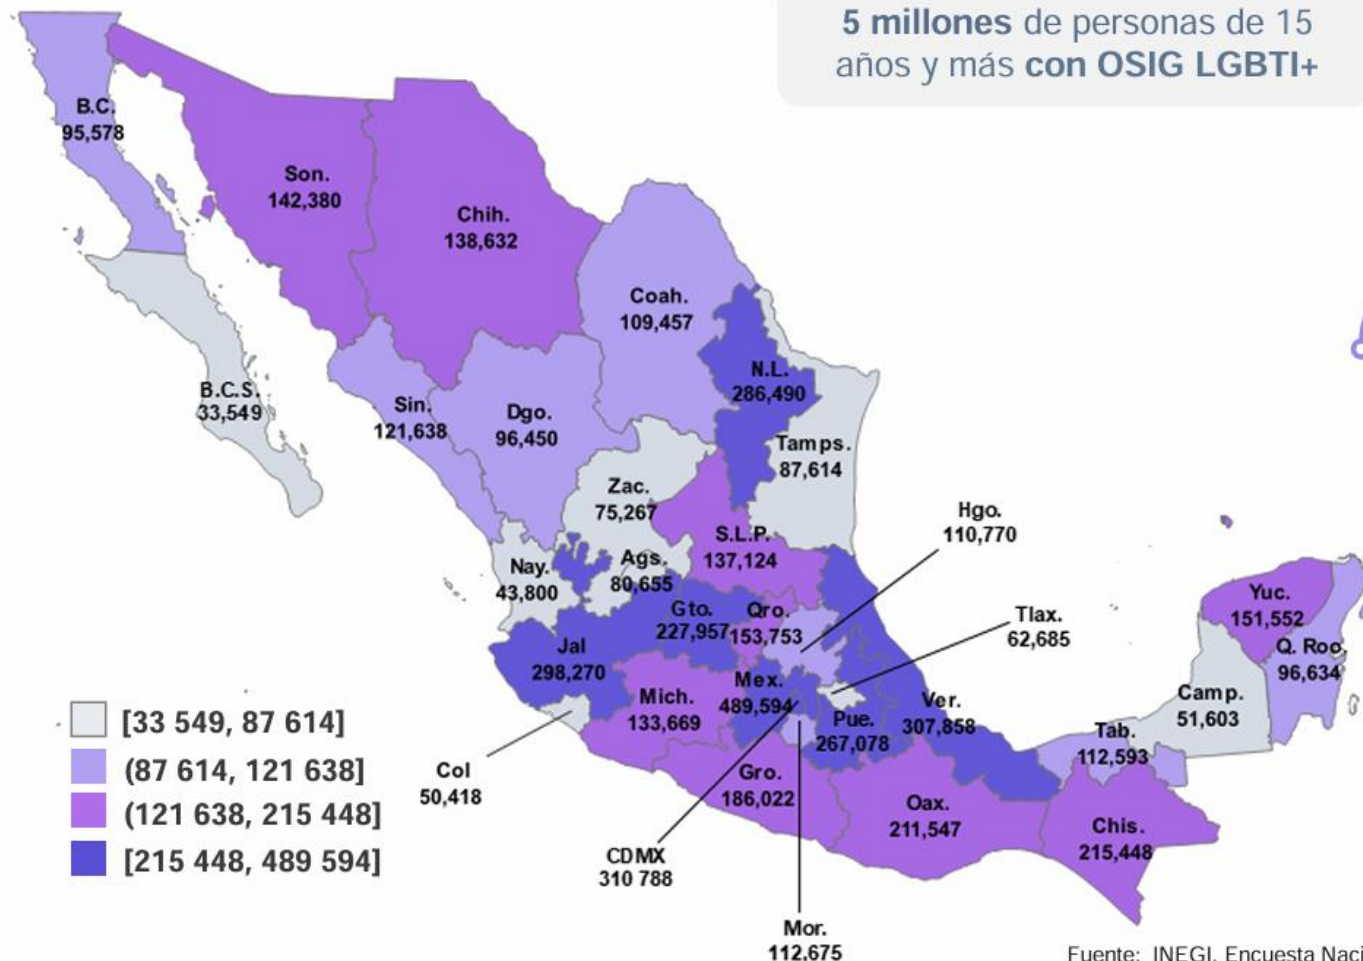 5 millones de personas de 15
años y más con OSIG LGBTI+
B.C.
95,578
Son.
142,380
Chih.
138,632
Coah.
109,457
B.C.S.
33,549
Sin.
121,638
Dgo.
96,450
N.L.
286,490
Tamps.
87,614
Zac.
75,267
S.L.P.
137,124
Hgo.
110,770
Nay.
43,800
Ags.
80,655
Gto.
227,957
Qro.
153,753
Tlax.
62,685
Yuc.
151,552
Q. Roo.
96,634
Jal
298,270
Mich.
133,669
Mex.
489,594
Pue.
267,078
Ver.
307,858
Camp.
51,603
Tab.
112,593
[33 549, 87 614]
(87 614, 121 638]
(121 638, 215 448]
[215 448, 489 594]
Col
50,418
Gro.
186,022
Oax.
211,547
Chis.
215,448
CDMX
310 788
Mor.
112,675
Fuente: INEGI. Encuesta Naci